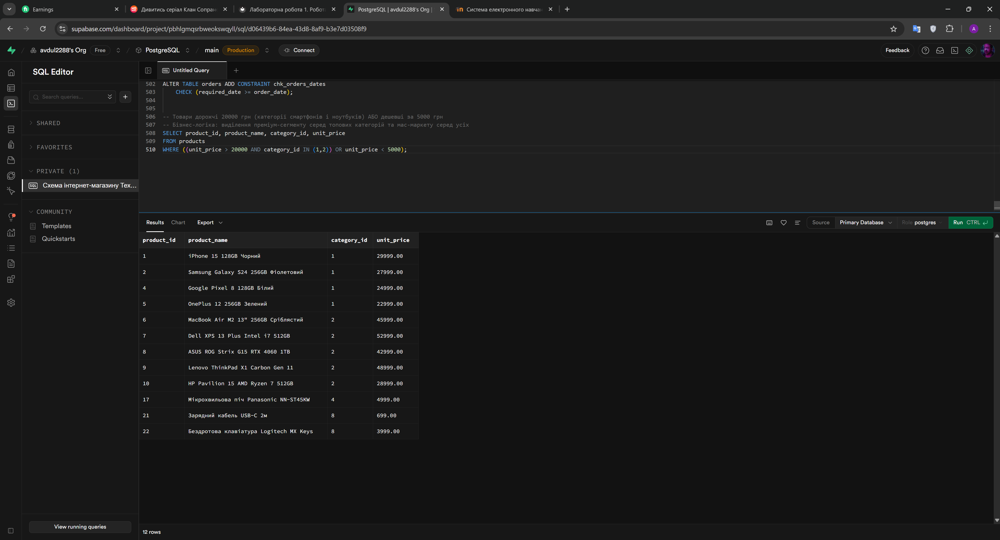 Earnings
Дивитись серіал Клан Сопран
Лабораторна робота 1. Робот
PostgreSQL | avdul2288's Org |
Система електронного навчан
supabase.com/dashboard/project/pbhlgmqsrbweokswqyll/sql/d06439b6-84ea-43d8-8af9-b3e7d03508f9
A
avdul2288's Org Free / PostgreSQL / main Production Connect
Feedback
SQL Editor
SQL Untitled Query
Search queries...
SHARED
FAVORITES
PRIVATE (1)
SQL Схема інтернет-магазину Тех...
COMMUNITY
Templates
Quickstarts
View running queries
502 ALTER TABLE orders ADD CONSTRAINT chk_orders_dates
503 CHECK (required_date >= order_date);
504
505
506 -- Товари дорожчі 20000 грн (категорії смартфонів і ноутбуків) АБО дешевші за 5000 грн
507 -- Бізнес-логіка: виділення преміум-сегменту серед топових категорій та мас-маркету серед усіх
508 SELECT product_id, product_name, category_id, unit_price
509 FROM products
510 WHERE ((unit_price > 20000 AND category_id IN (1,2)) OR unit_price < 5000);
Results Chart Export
Source Primary Database Role postgres Run CTRL
product_id product_name category_id unit_price
1 iPhone 15 128GB Чорний 1 29999.00
2 Samsung Galaxy S24 256GB Фіолетовий 1 27999.00
4 Google Pixel 8 128GB Білий 1 24999.00
5 OnePlus 12 256GB Зелений 1 22999.00
6 MacBook Air M2 13" 256GB Сріблястий 2 45999.00
7 Dell XPS 13 Plus Intel i7 512GB 2 52999.00
8 ASUS ROG Strix G15 RTX 4060 1TB 2 42999.00
9 Lenovo ThinkPad X1 Carbon Gen 11 2 48999.00
10 HP Pavilion 15 AMD Ryzen 7 512GB 2 28999.00
17 Мікрохвильова піч Panasonic NN-ST45KW 4 4999.00
21 Зарядний кабель USB-C 2м 8 699.00
22 Бездротова клавіатура Logitech MX Keys 8 3999.00
12 rows